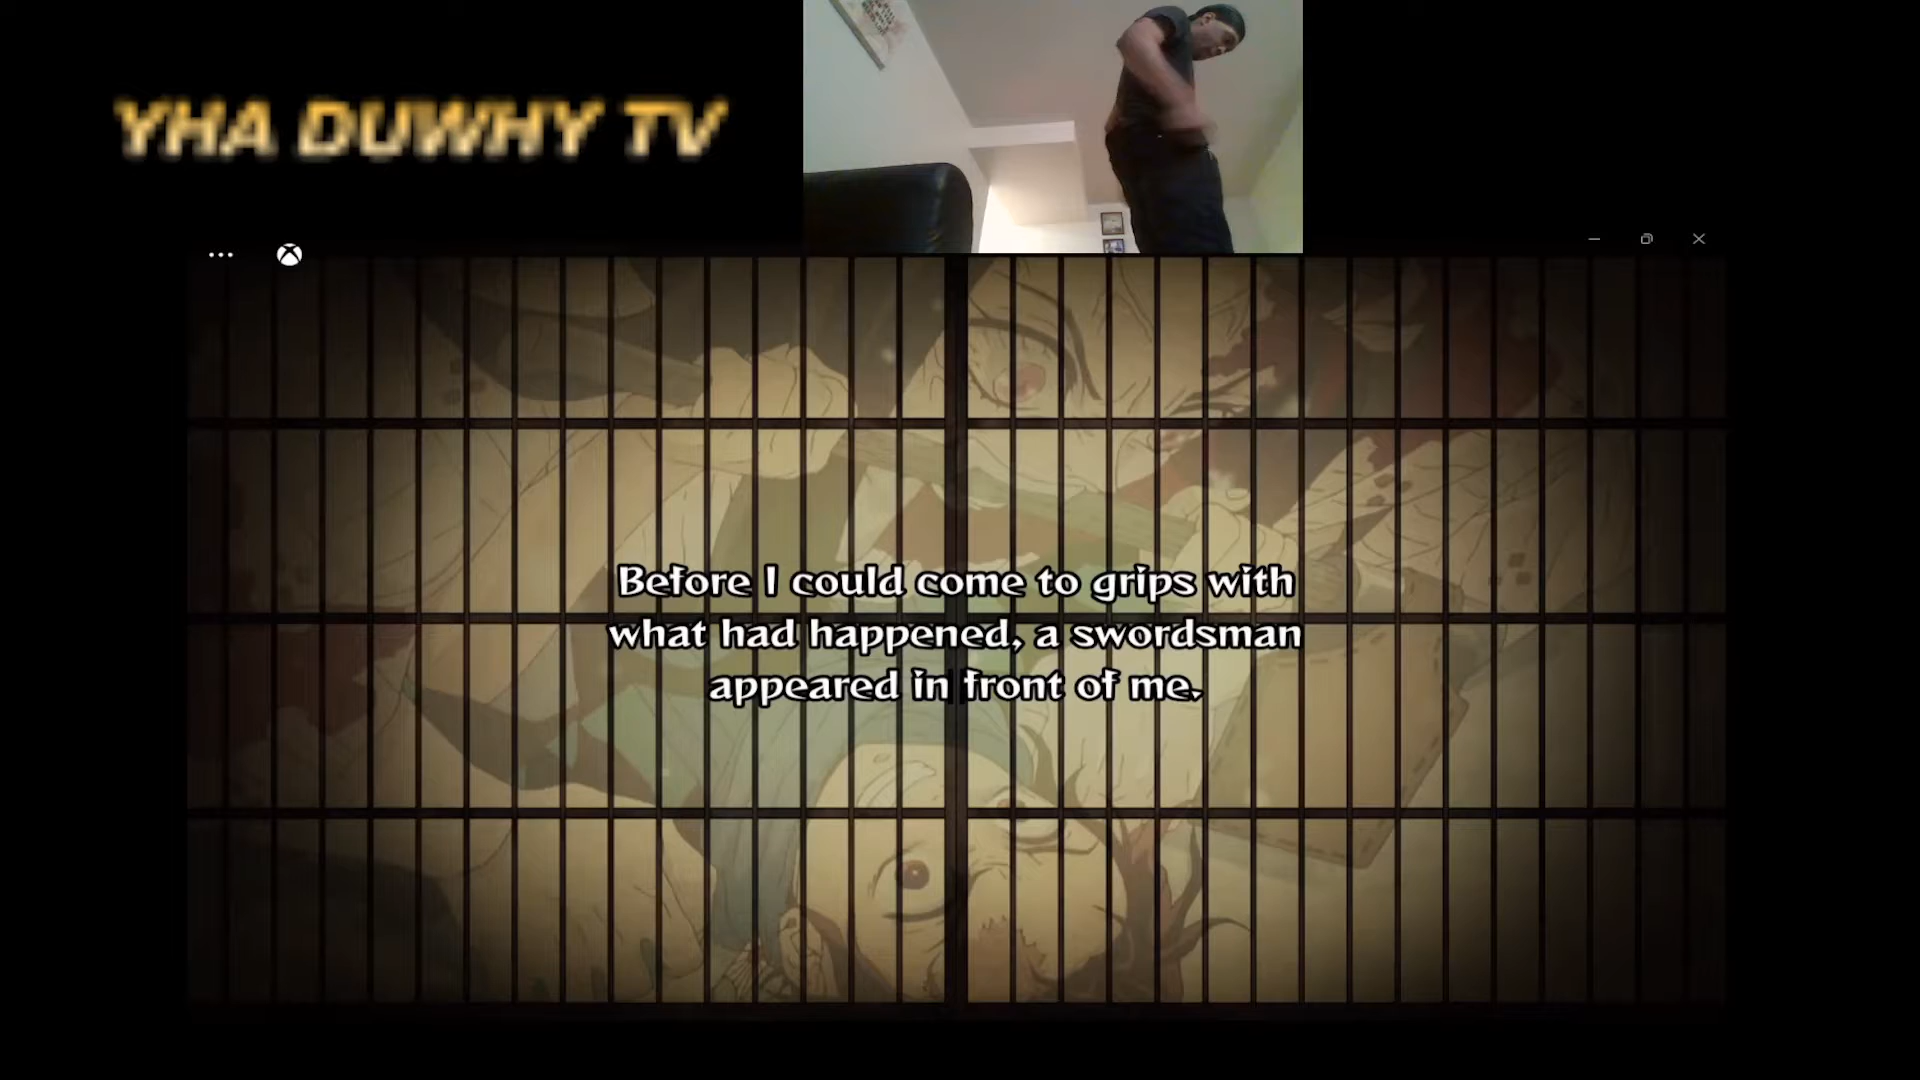 YHA DUWHY TV
Before I could come to grips with
what had happened, a swordsman
appeared in front of me.